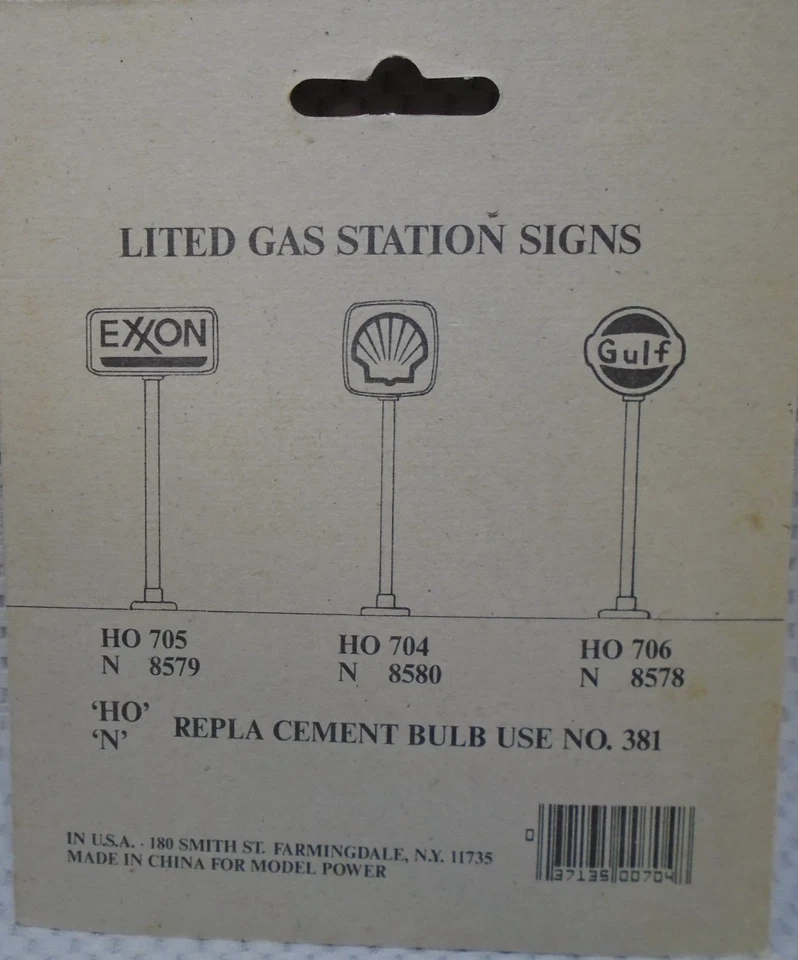 LITED GAS STATION SIGNS
EXXON
Gulf
HO 705
N 8579
HO 704
N 8580
HO 706
N 8578
‘HO’
‘N’
REPLA CEMENT BULB USE NO. 381
IN U.S.A. · 180 SMITH ST. FARMINGDALE, N.Y. 11735
MADE IN CHINA FOR MODEL POWER
0 37135 00704